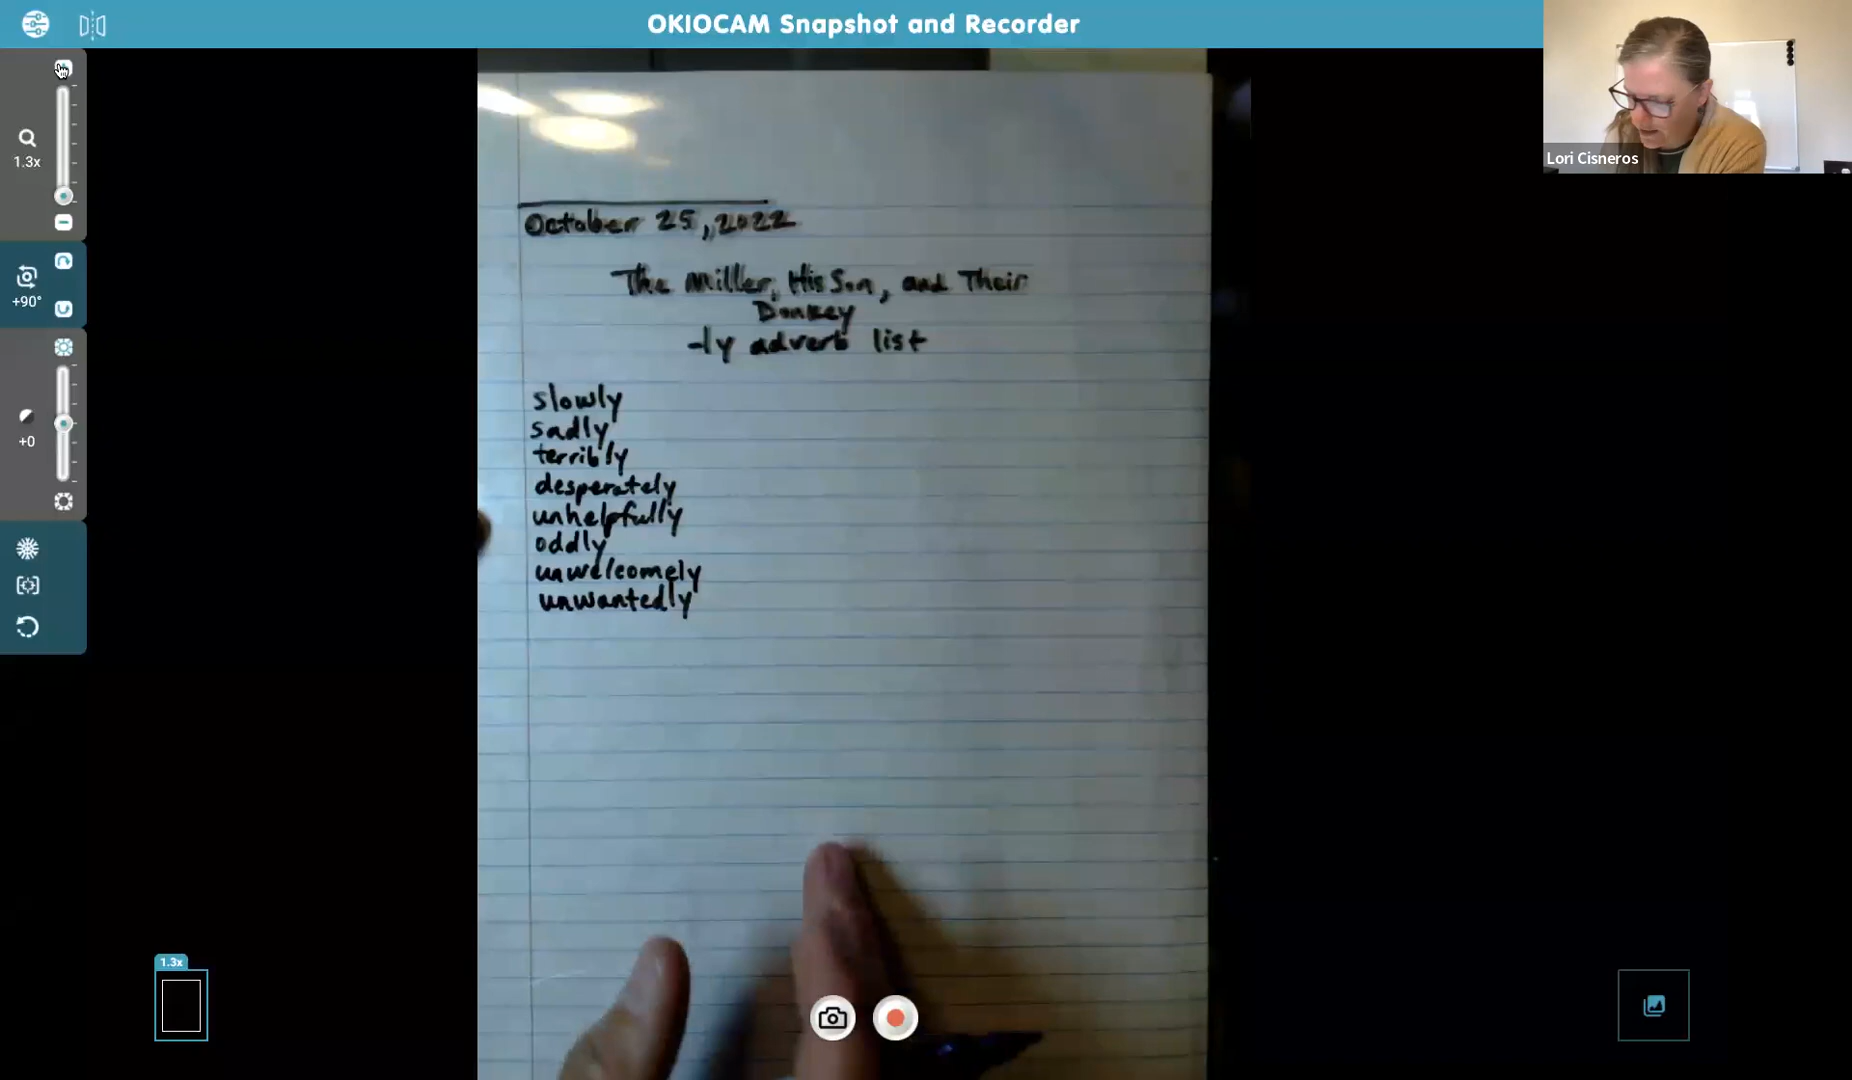 OKIOCAM Snapshot and Recorder
Lori Cisneros
1.3x
+90°
+0
October 25, 2022
The Miller, His Son, and Their
Donkey
-ly adverb list
slowly
sadly
terribly
desperately
unhelpfully
oddly
unwelcomely
unwantedly
1.3x